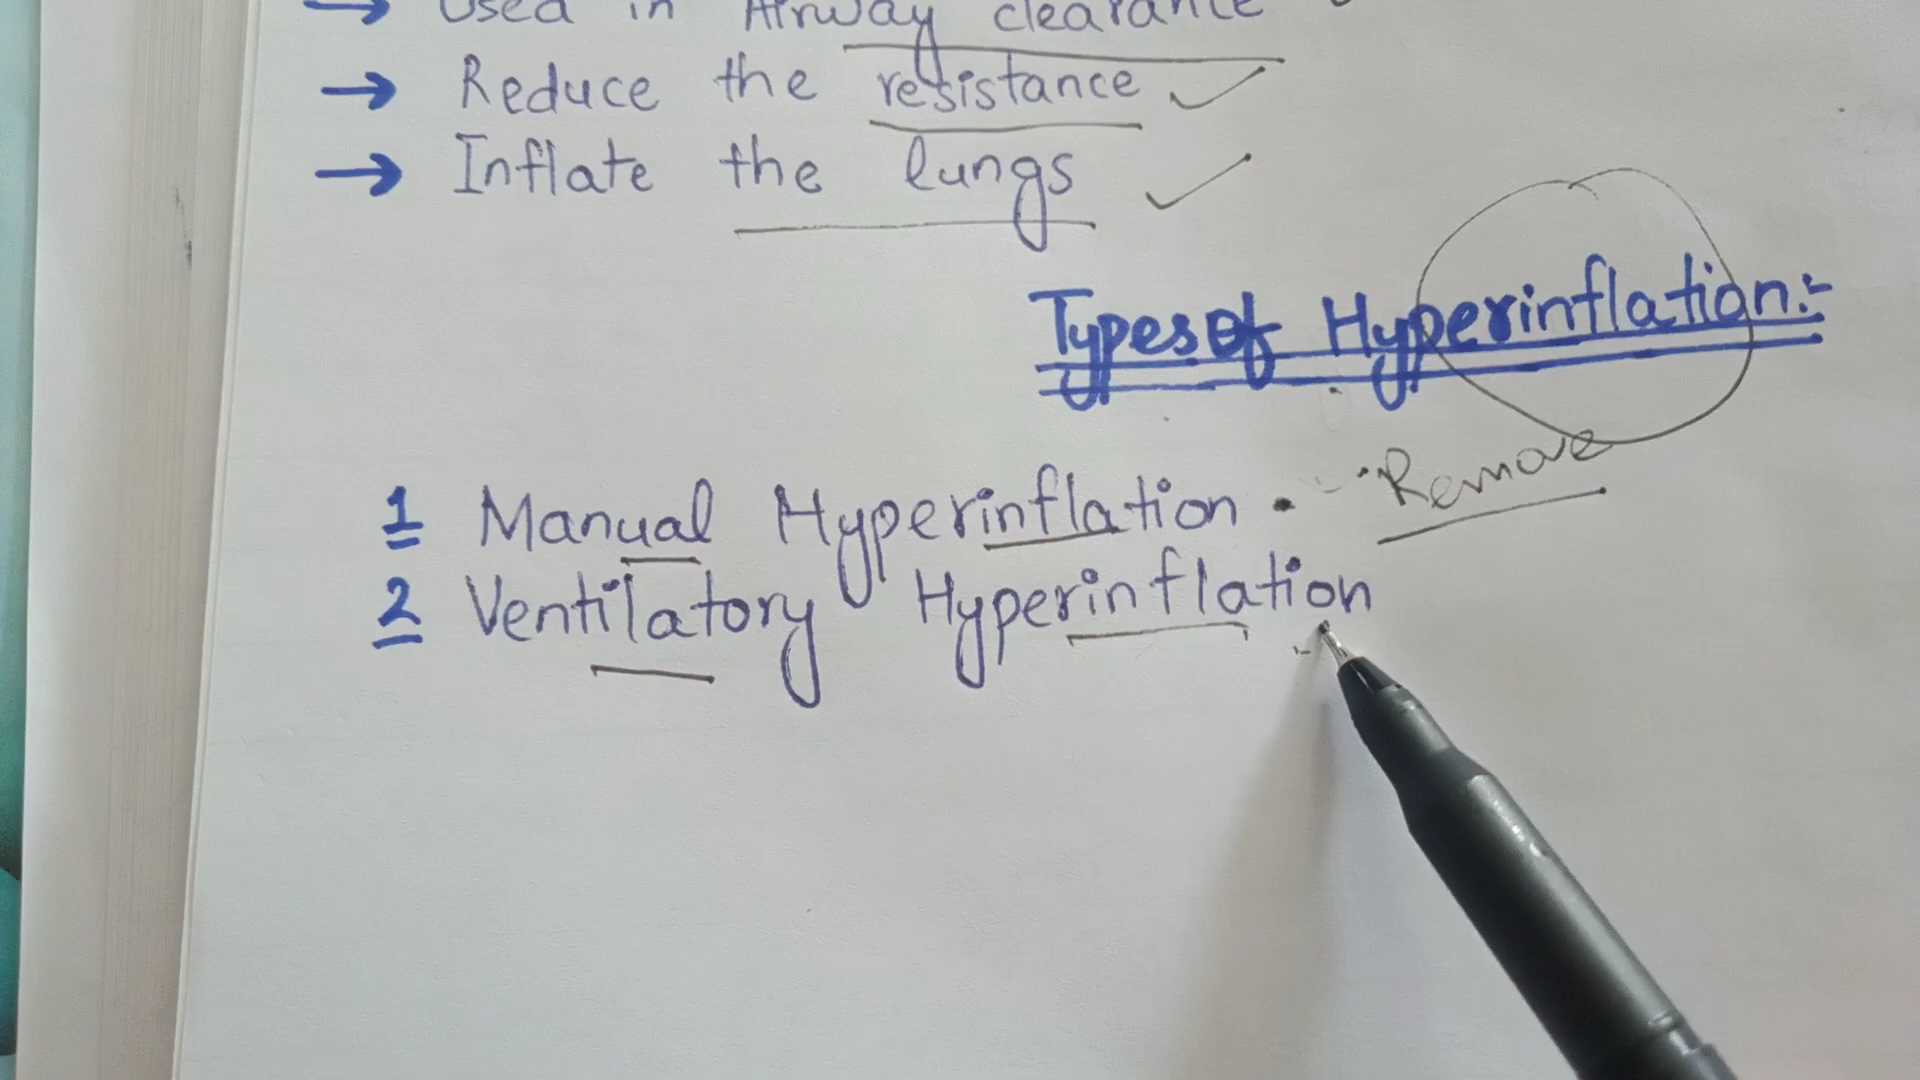 → Used in Airway clearance
→ Reduce the resistance ✓
→ Inflate the lungs ✓
Types of Hyperinflation:-
1 Manual Hyperinflation . Remove
2 Ventilatory Hyperinflation